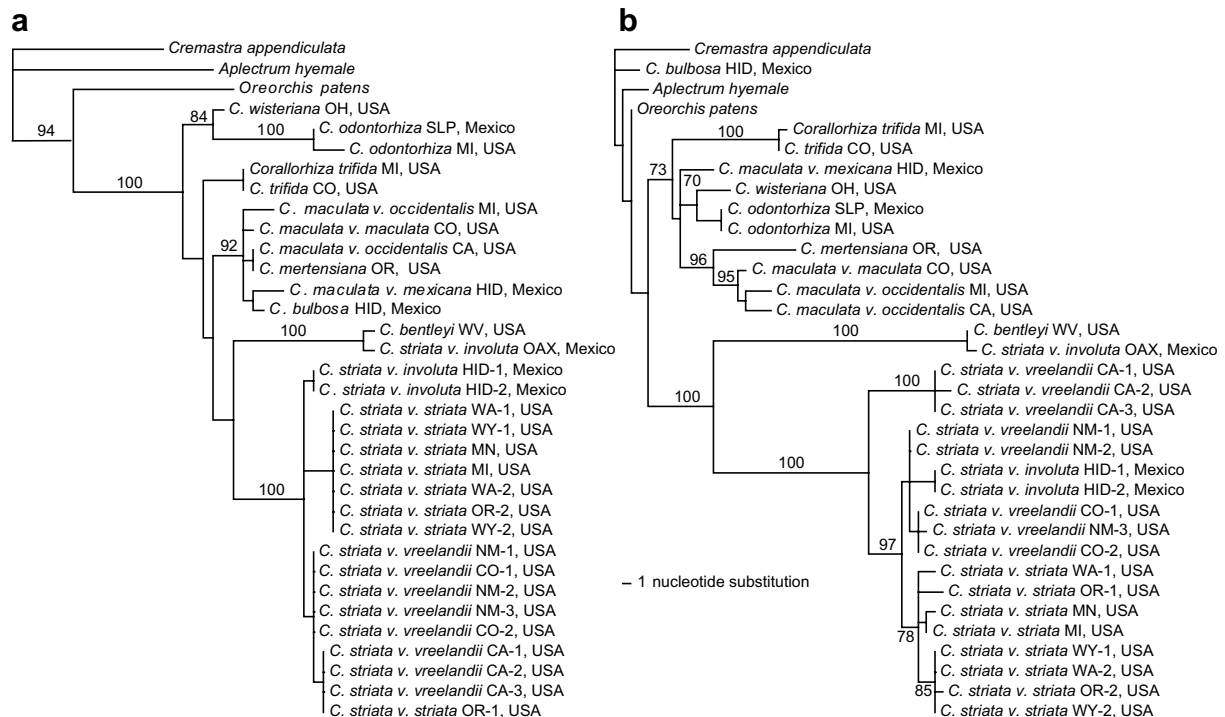 a
Cremastra appendiculata
Aplectrum hyemale
Oreorchis patens
C. wisteriana OH, USA
84
C. odontorhiza SLP, Mexico
100
94
C. odontorhiza MI, USA
Corallorhiza trifida MI, USA
100
C. trifida CO, USA
C. maculata v. occidentalis MI, USA
C. maculata v. maculata CO, USA
92
C. maculata v. occidentalis CA, USA
C. mertensiana OR, USA
C. maculata v. mexicana HID, Mexico
C. bulbosa HID, Mexico
100
C. bentleyi WV, USA
C. striata v. involuta OAX, Mexico
C. striata v. involuta HID-1, Mexico
C. striata v. involuta HID-2, Mexico
C. striata v. striata WA-1, USA
C. striata v. striata WY-1, USA
C. striata v. striata MN, USA
C. striata v. striata MI, USA
100
C. striata v. striata WA-2, USA
C. striata v. striata OR-2, USA
C. striata v. striata WY-2, USA
C. striata v. vreelandii NM-1, USA
C. striata v. vreelandii CO-1, USA
C. striata v. vreelandii NM-2, USA
C. striata v. vreelandii NM-3, USA
C. striata v. vreelandii CO-2, USA
C. striata v. vreelandii CA-1, USA
C. striata v. vreelandii CA-2, USA
C. striata v. vreelandii CA-3, USA
C. striata v. striata OR-1, USA
b
Cremastra appendiculata
C. bulbosa HID, Mexico
Aplectrum hyemale
Oreorchis patens
100
Corallorhiza trifida MI, USA
C. trifida CO, USA
73
C. maculata v. mexicana HID, Mexico
70
C. wisteriana OH, USA
C. odontorhiza SLP, Mexico
C. odontorhiza MI, USA
C. mertensiana OR, USA
96
C. maculata v. maculata CO, USA
95
C. maculata v. occidentalis MI, USA
C. maculata v. occidentalis CA, USA
100
C. bentleyi WV, USA
C. striata v. involuta OAX, Mexico
C. striata v. vreelandii CA-1, USA
100
C. striata v. vreelandii CA-2, USA
100
C. striata v. vreelandii CA-3, USA
C. striata v. vreelandii NM-1, USA
C. striata v. vreelandii NM-2, USA
100
C. striata v. involuta HID-1, Mexico
C. striata v. involuta HID-2, Mexico
C. striata v. vreelandii CO-1, USA
C. striata v. vreelandii NM-3, USA
97
C. striata v. vreelandii CO-2, USA
C. striata v. striata WA-1, USA
C. striata v. striata OR-1, USA
C. striata v. striata MN, USA
C. striata v. striata MI, USA
78
C. striata v. striata WY-1, USA
C. striata v. striata WA-2, USA
85
C. striata v. striata OR-2, USA
C. striata v. striata WY-2, USA
1 nucleotide substitution